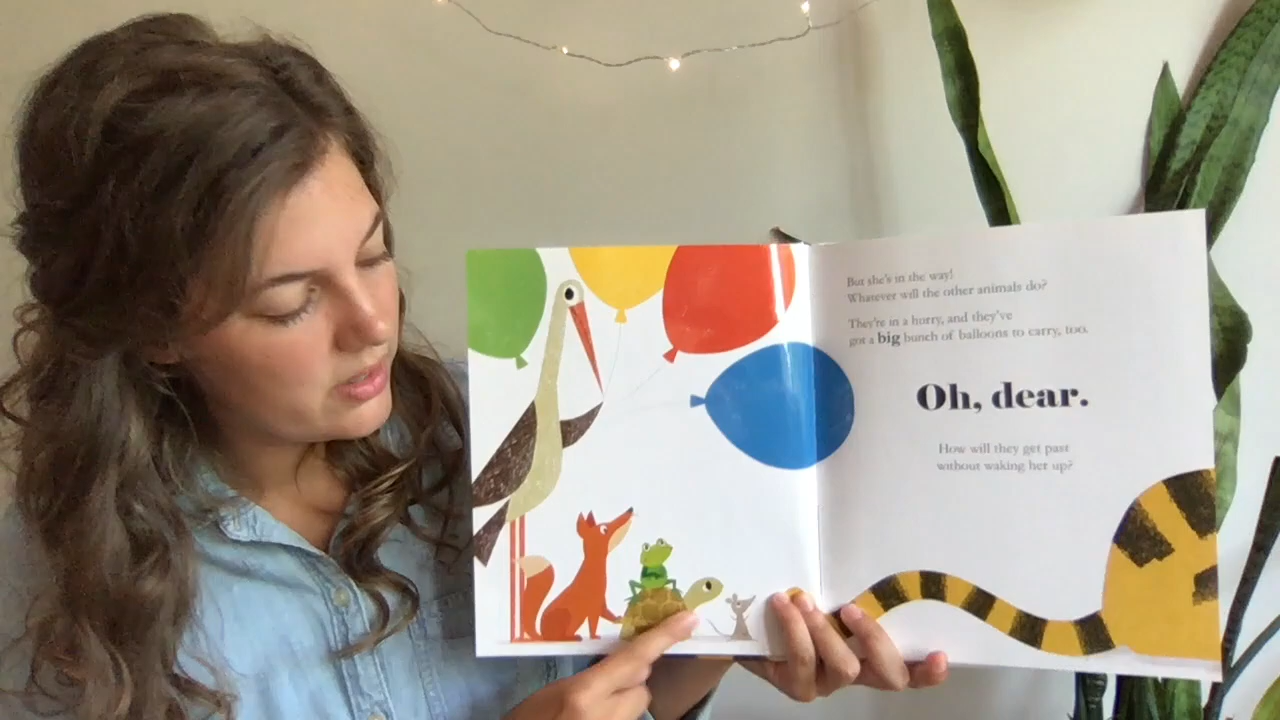 But she's in the way!
Whatever will the other animals do?
They're in a hurry, and they've
got a big bunch of balloons to carry, too.
Oh, dear.
How will they get past
without waking her up?